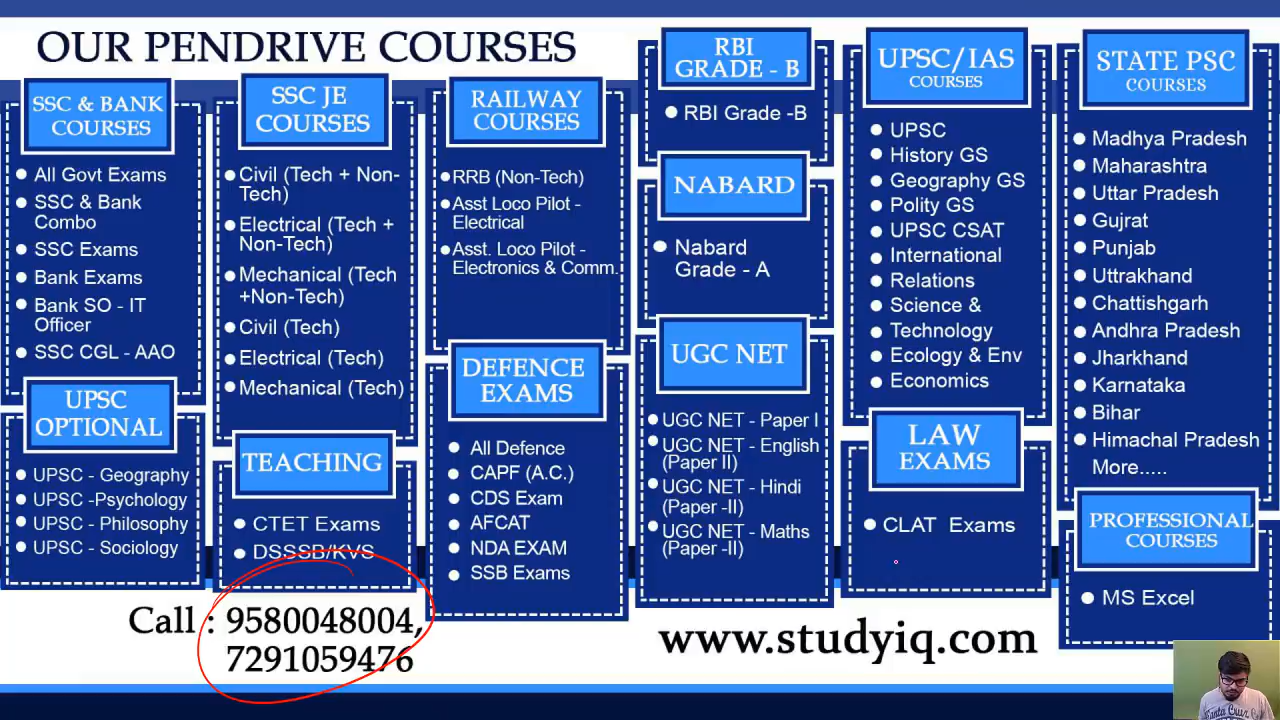 OUR PENDRIVE COURSES
SSC & BANK
COURSES
All Govt Exams
SSC & Bank
Combo
SSC Exams
Bank Exams
Bank SO - IT
Officer
SSC CGL - AAO
UPSC
OPTIONAL
UPSC - Geography
UPSC -Psychology
UPSC - Philosophy
UPSC - Sociology
SSC JE
COURSES
Civil (Tech + Non-
Tech)
Electrical (Tech +
Non-Tech)
Mechanical (Tech
+Non-Tech)
Civil (Tech)
Electrical (Tech)
Mechanical (Tech)
TEACHING
CTET Exams
DSSSB/KVS
RAILWAY
COURSES
RRB (Non-Tech)
Asst Loco Pilot -
Electrical
Asst. Loco Pilot -
Electronics & Comm.
DEFENCE
EXAMS
All Defence
CAPF (A.C.)
CDS Exam
AFCAT
NDA EXAM
SSB Exams
RBI
GRADE - B
RBI Grade -B
NABARD
Nabard
Grade - A
UGC NET
UGC NET - Paper I
UGC NET - English
(Paper II)
UGC NET - Hindi
(Paper -II)
UGC NET - Maths
(Paper -II)
UPSC/IAS
COURSES
UPSC
History GS
Geography GS
Polity GS
UPSC CSAT
International
Relations
Science &
Technology
Ecology & Env
Economics
LAW
EXAMS
CLAT Exams
STATE PSC
COURSES
Madhya Pradesh
Maharashtra
Uttar Pradesh
Gujrat
Punjab
Uttrakhand
Chattishgarh
Andhra Pradesh
Jharkhand
Karnataka
Bihar
Himachal Pradesh
More.....
PROFESSIONAL
COURSES
MS Excel
Call : 9580048004,
7291059476
www.studyiq.com